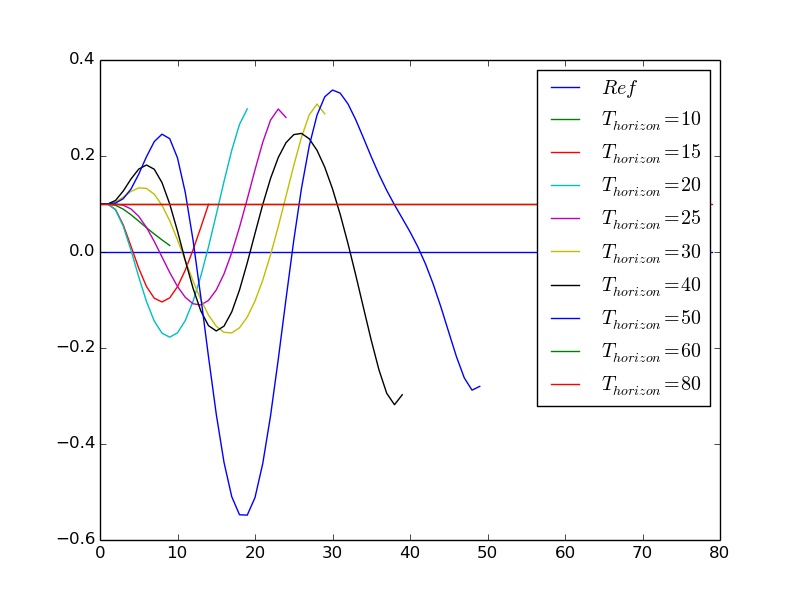 0.4
0.2
0.0
−0.2
−0.4
−0.6
0 10 20 30 40 50 60 70 80
Ref
T_horizon = 10
T_horizon = 15
T_horizon = 20
T_horizon = 25
T_horizon = 30
T_horizon = 40
T_horizon = 50
T_horizon = 60
T_horizon = 80